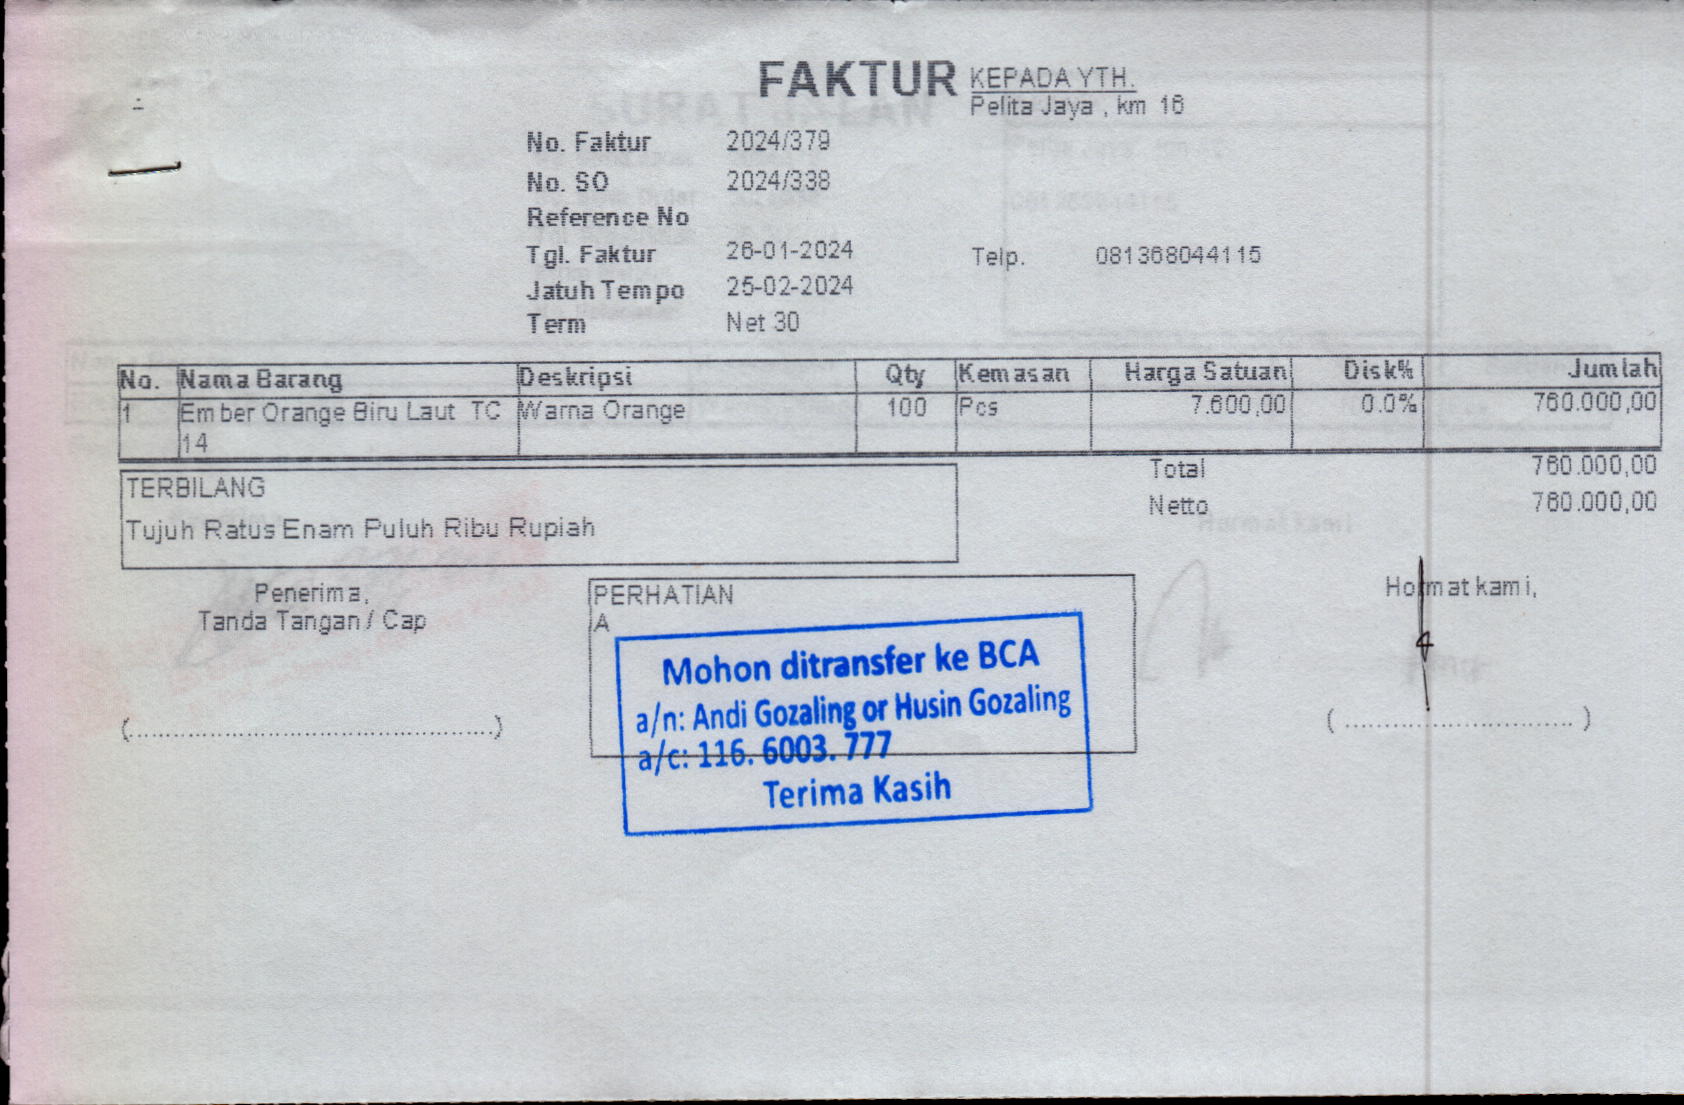 FAKTUR
KEPADA YTH.
Pelita Jaya , km 16
No. Faktur 2024/379
No. SO 2024/338
Reference No
Tgl. Faktur 26-01-2024
Telp. 081368044115
Jatuh Tempo 25-02-2024
Term Net 30
No. Nama Barang Deskripsi Qty Kemasan Harga Satuan Disk% Jumlah
1 Ember Orange Biru Laut TC Warna Orange 100 Pcs 7.600,00 0.0% 760.000,00
14
Total 760.000,00
Netto 760.000,00
TERBILANG
Tujuh Ratus Enam Puluh Ribu Rupiah
Penerima,
Tanda Tangan / Cap
(.................................................)
PERHATIAN
A
Mohon ditransfer ke BCA
a/n: Andi Gozaling or Husin Gozaling
a/c: 116. 6003. 777
Terima Kasih
Hormat kami,
( ............................... )